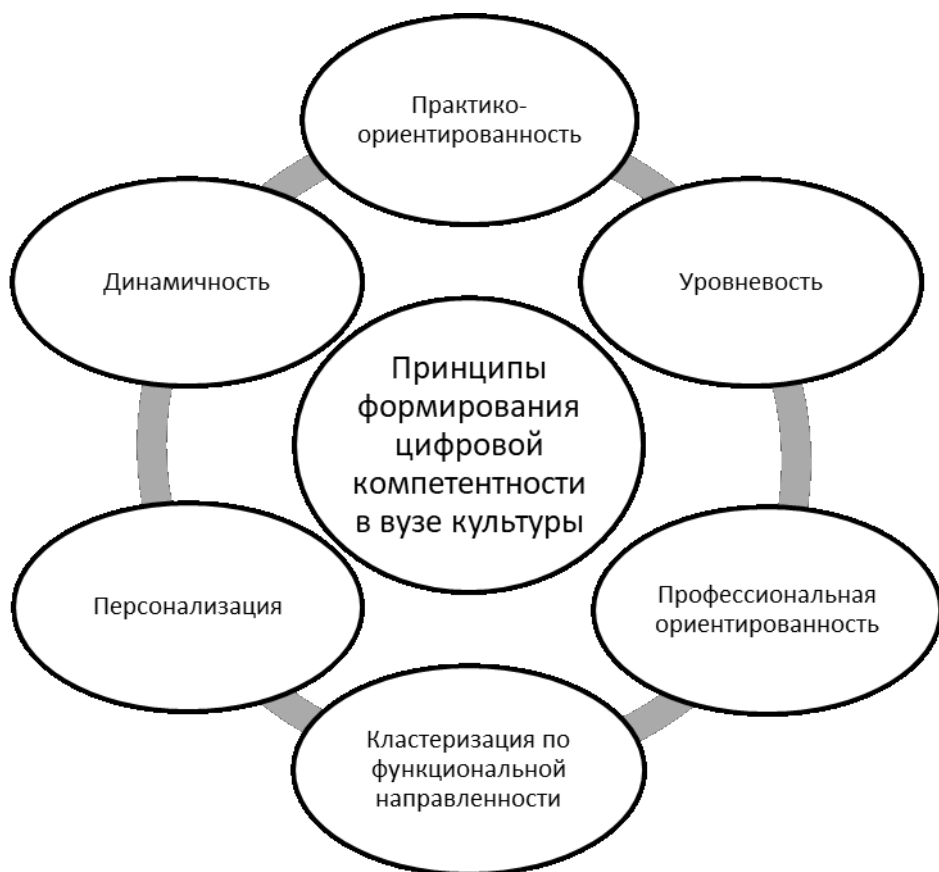 Практико-
ориентированность
Динамичность
Уровневость
Принципы
формирования
цифровой
компетентности
в вузе культуры
Персонализация
Профессиональная
ориентированность
Кластеризация по
функциональной
направленности